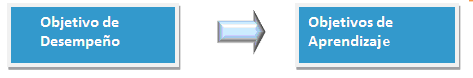 Objetivo de
Desempeño
Objetivos de
Aprendizaje